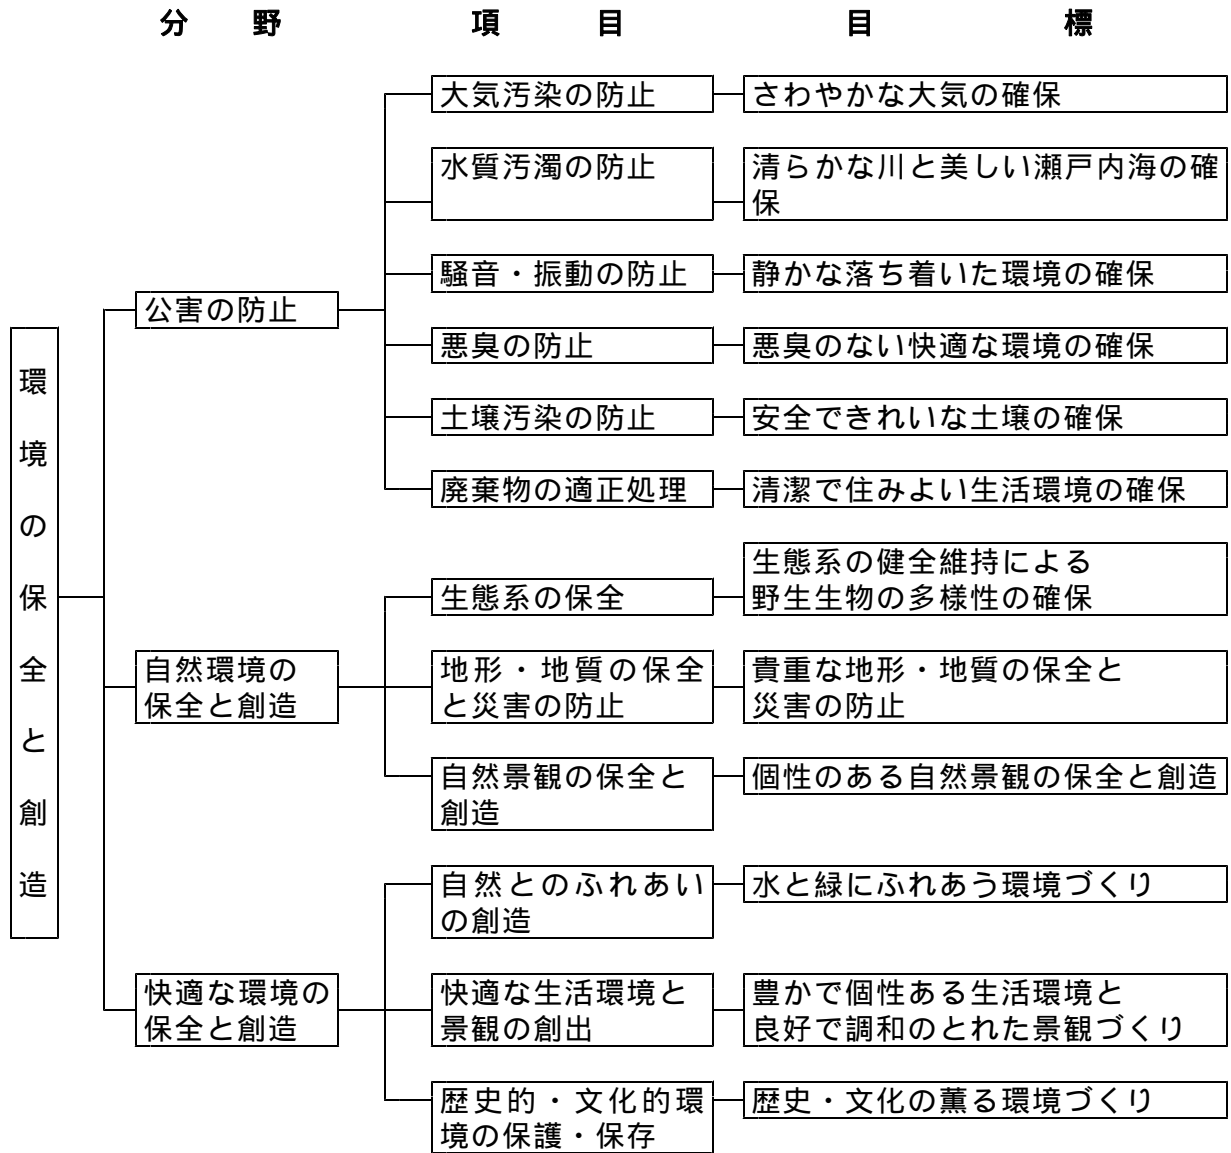 分 野 項 目 目 標
環境の保全と創造
公害の防止
大気汚染の防止
さわやかな大気の確保
水質汚濁の防止
清らかな川と美しい瀬戸内海の確
保
騒音・振動の防止
静かな落ち着いた環境の確保
悪臭の防止
悪臭のない快適な環境の確保
土壌汚染の防止
安全できれいな土壌の確保
廃棄物の適正処理
清潔で住みよい生活環境の確保
自然環境の
保全と創造
生態系の保全
生態系の健全維持による
野生生物の多様性の確保
地形・地質の保全
と災害の防止
貴重な地形・地質の保全と
災害の防止
自然景観の保全と
創造
個性のある自然景観の保全と創造
快適な環境の
保全と創造
自然とのふれあい
の創造
水と緑にふれあう環境づくり
快適な生活環境と
景観の創出
豊かで個性ある生活環境と
良好で調和のとれた景観づくり
歴史的・文化的環
境の保護・保存
歴史・文化の薫る環境づくり